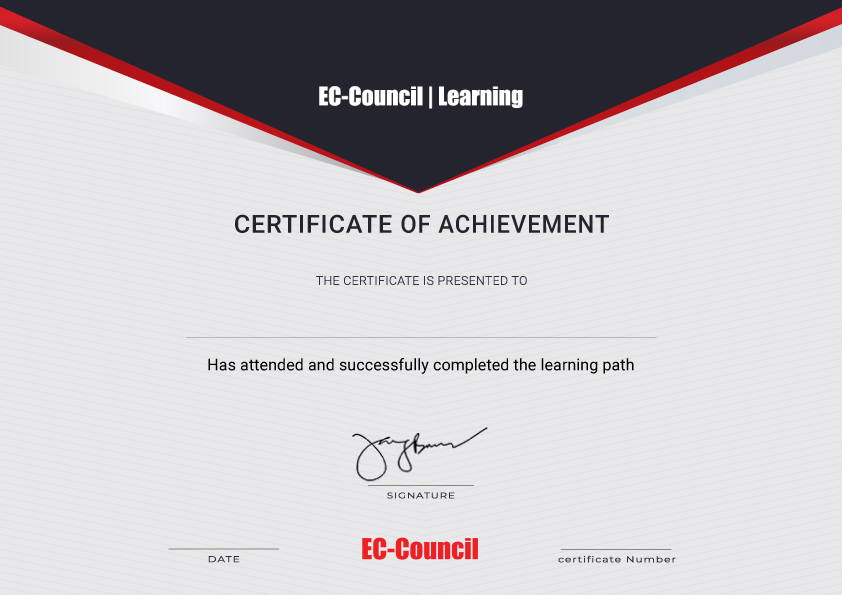 EC-Council | Learning
CERTIFICATE OF ACHIEVEMENT
THE CERTIFICATE IS PRESENTED TO
Has attended and successfully completed the learning path
SIGNATURE
DATE
EC-Council
certificate Number